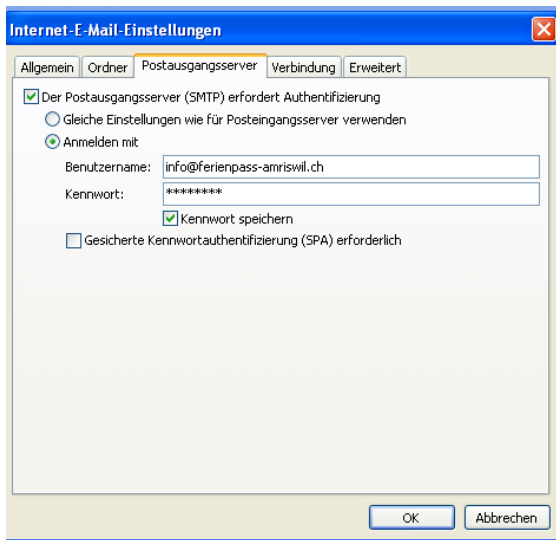 Internet-E-Mail-Einstellungen
Allgemein Ordner Postausgangsserver Verbindung Erweitert
Der Postausgangsserver (SMTP) erfordert Authentifizierung
Gleiche Einstellungen wie für Posteingangsserver verwenden
Anmelden mit
Benutzername: info@ferienpass-amriswil.ch
Kennwort: ********
Kennwort speichern
Gesicherte Kennwortauthentifizierung (SPA) erforderlich
OK Abbrechen